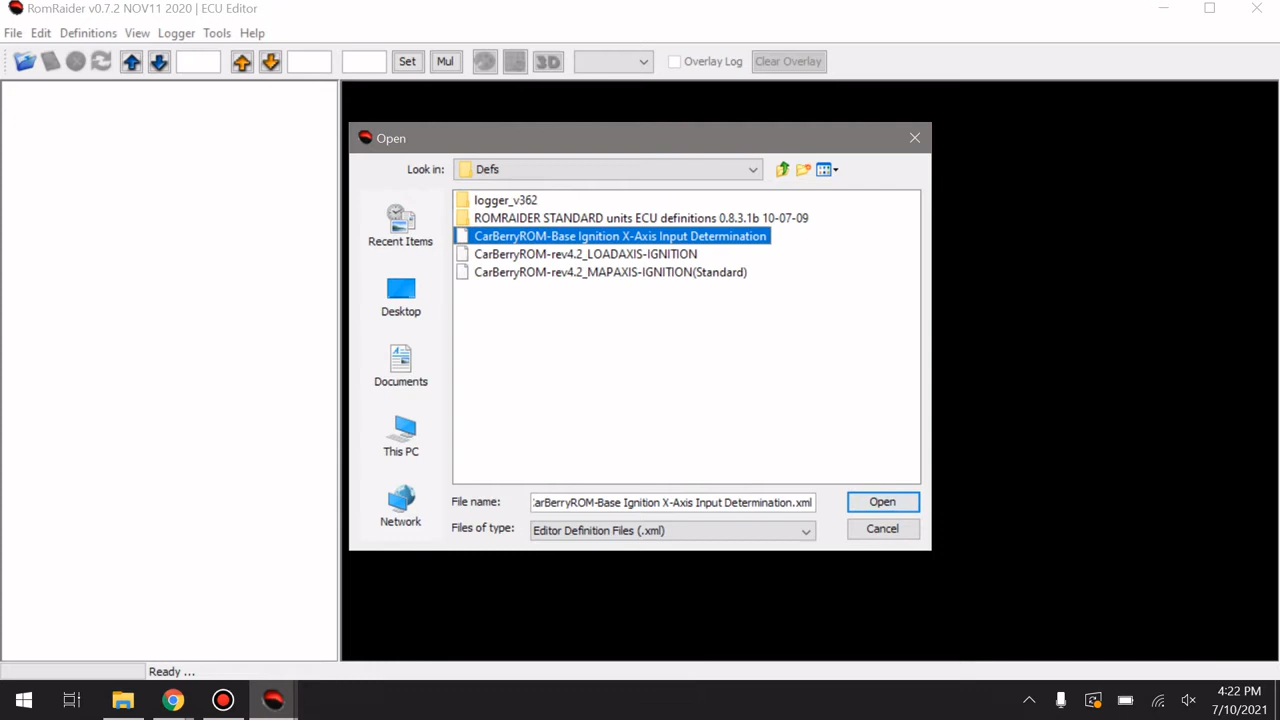 RomRaider v0.7.2 NOV11 2020 | ECU Editor
File Edit Definitions View Logger Tools Help
Set Mul 3D Overlay Log Clear Overlay
Open
Look in: Defs
logger_v362
ROMRAIDER STANDARD units ECU definitions 0.8.3.1b 10-07-09
CarBerryROM-Base Ignition X-Axis Input Determination
CarBerryROM-rev4.2_LOADAXIS-IGNITION
CarBerryROM-rev4.2_MAPAXIS-IGNITION(Standard)
Recent Items
Desktop
Documents
This PC
Network
File name: arBerryROM-Base Ignition X-Axis Input Determination.xml Open
Files of type: Editor Definition Files (.xml) Cancel
Ready ...
4:22 PM
7/10/2021